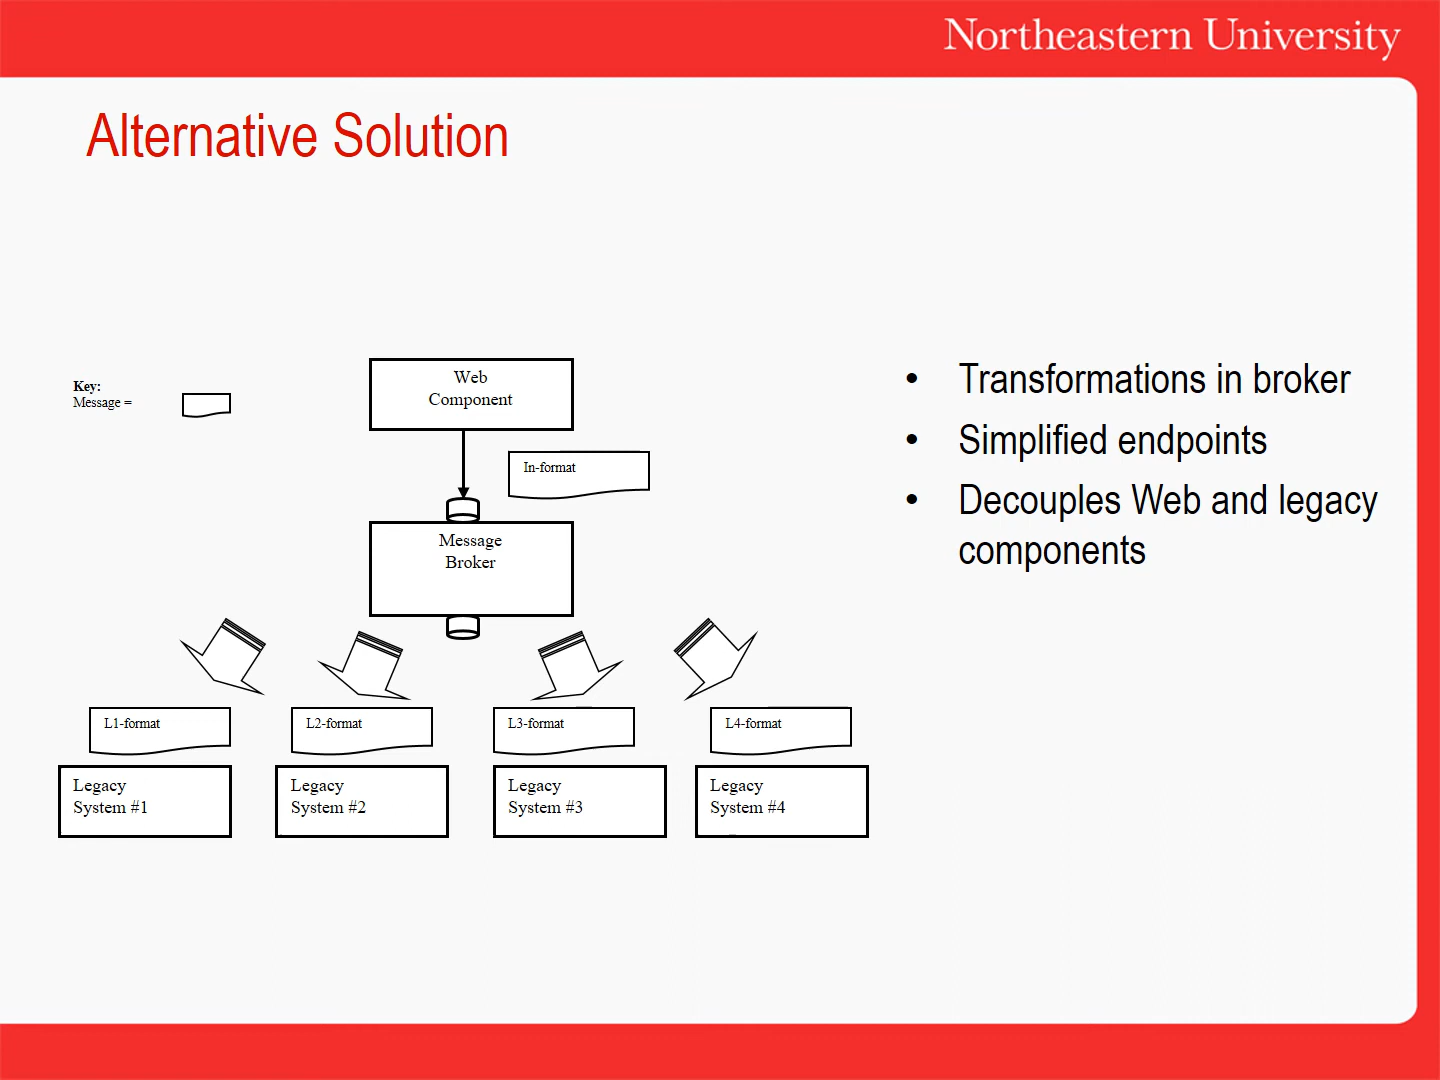 Northeastern University
Alternative Solution
Key:
Message =
Web
Component
In-format
Message
Broker
L1-format
L2-format
L3-format
L4-format
Legacy
System #1
Legacy
System #2
Legacy
System #3
Legacy
System #4
• Transformations in broker
• Simplified endpoints
• Decouples Web and legacy
components